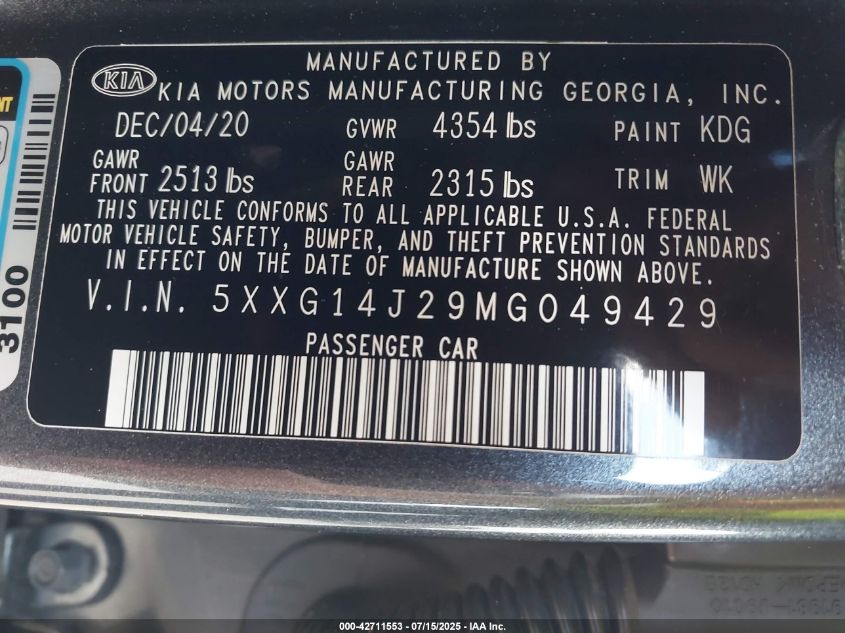 MANUFACTURED BY
KIA KIA MOTORS MANUFACTURING GEORGIA, INC.
DEC/04/20 GVWR 4354 lbs PAINT KDG
GAWR FRONT 2513 lbs GAWR REAR 2315 lbs TRIM WK
THIS VEHICLE CONFORMS TO ALL APPLICABLE U.S.A. FEDERAL
MOTOR VEHICLE SAFETY, BUMPER, AND THEFT PREVENTION STANDARDS
IN EFFECT ON THE DATE OF MANUFACTURE SHOWN ABOVE.
V.I.N. 5XXG14J29MG049429
PASSENGER CAR
3100
000-42711553 - 07/15/2025 - IAA Inc.